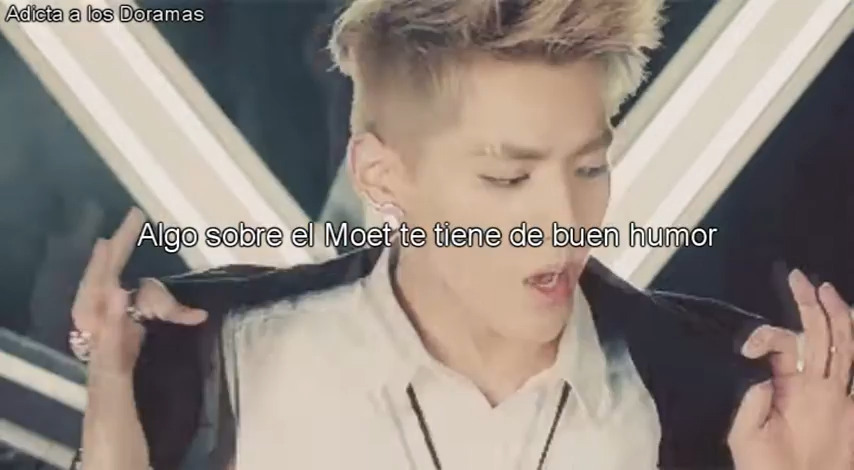 Adicta a los Doramas
Algo sobre el Moet te tiene de buen humor